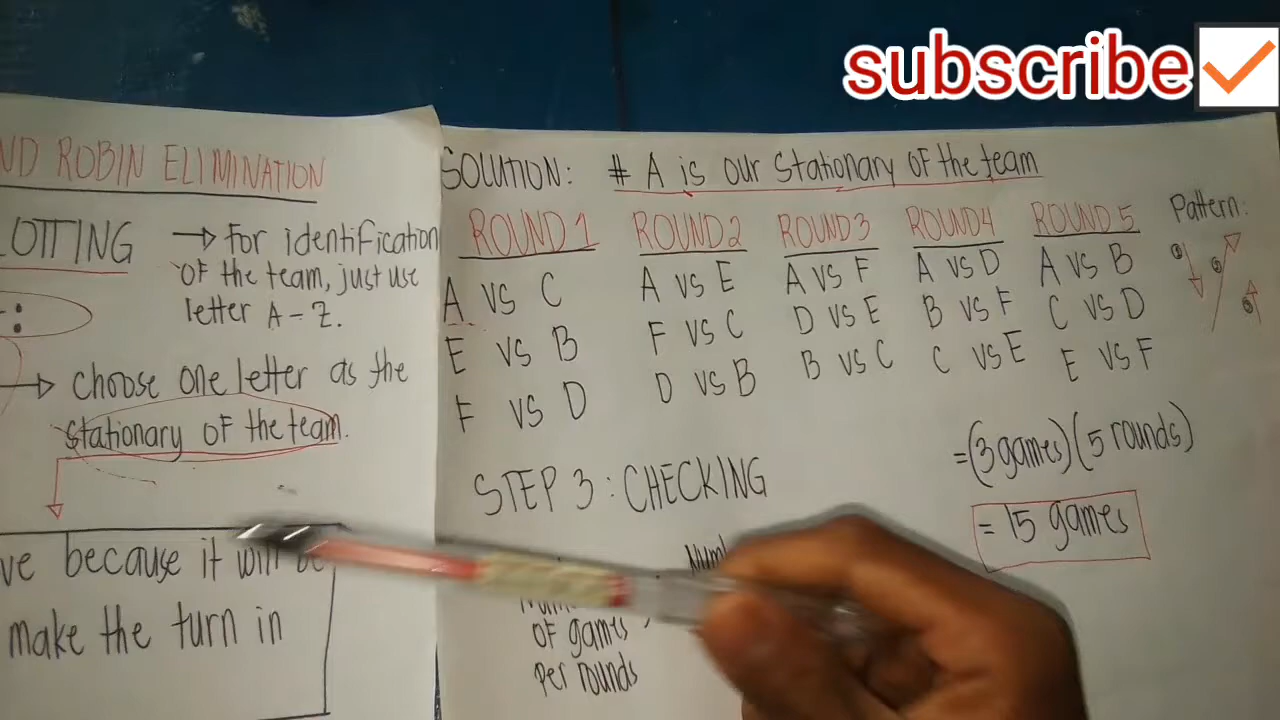 subscribe
ND ROBIN ELIMINATION
LOTTING → For identification
of the team, just use
letter A - Z.
→ Choose one letter as the
stationary of the team.
ve because it will be
make the turn in
SOLUTION: # A is our stationary of the team
ROUND 1
A vs C
E vs B
F vs D
ROUND 2
A vs E
F vs C
D vs B
ROUND 3
A vs F
D vs E
B vs C
ROUND 4
A vs D
B vs F
C vs E
ROUND 5
A vs B
C vs D
E vs F
Pattern:
=(3 games)(5 rounds)
= 15 games
STEP 3: CHECKING
of games
per rounds